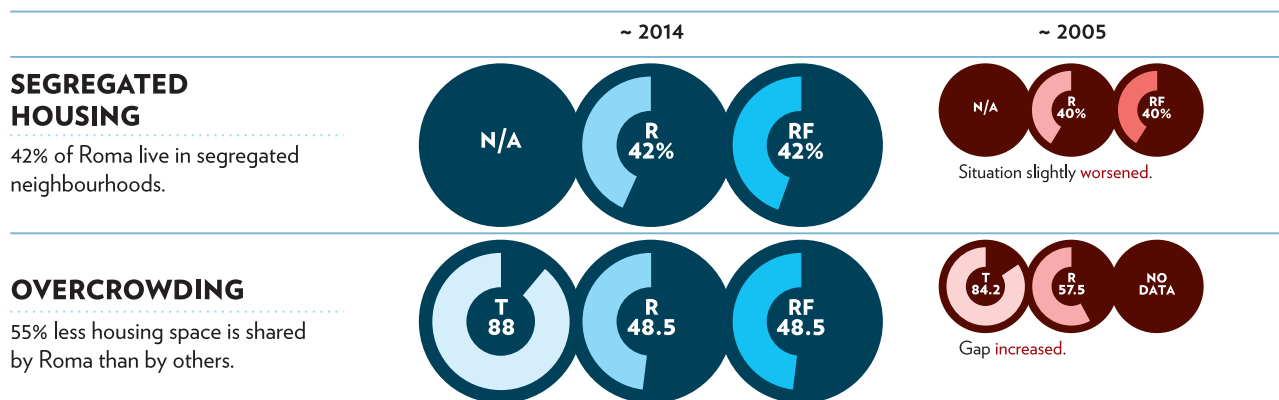 ~ 2014
~ 2005
SEGREGATED
HOUSING
42% of Roma live in segregated
neighbourhoods.
N/A
R
42%
RF
42%
N/A
R
40%
RF
40%
Situation slightly worsened.
OVERCROWDING
55% less housing space is shared
by Roma than by others.
T
88
R
48.5
RF
48.5
T
84.2
R
57.5
NO
DATA
Gap increased.